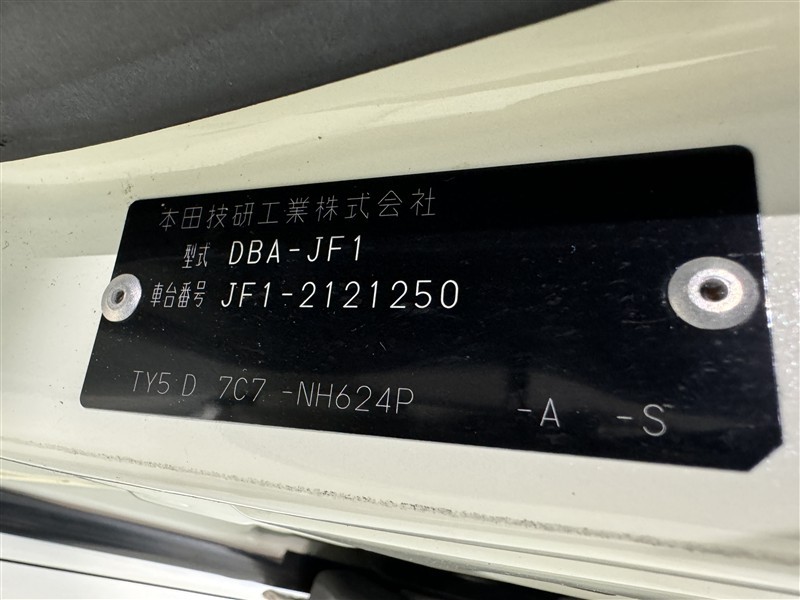 本田技研工業株式会社
型式 DBA-JF1
車台番号 JF1-2121250
TY5 D 7C7 -NH624P -A -S